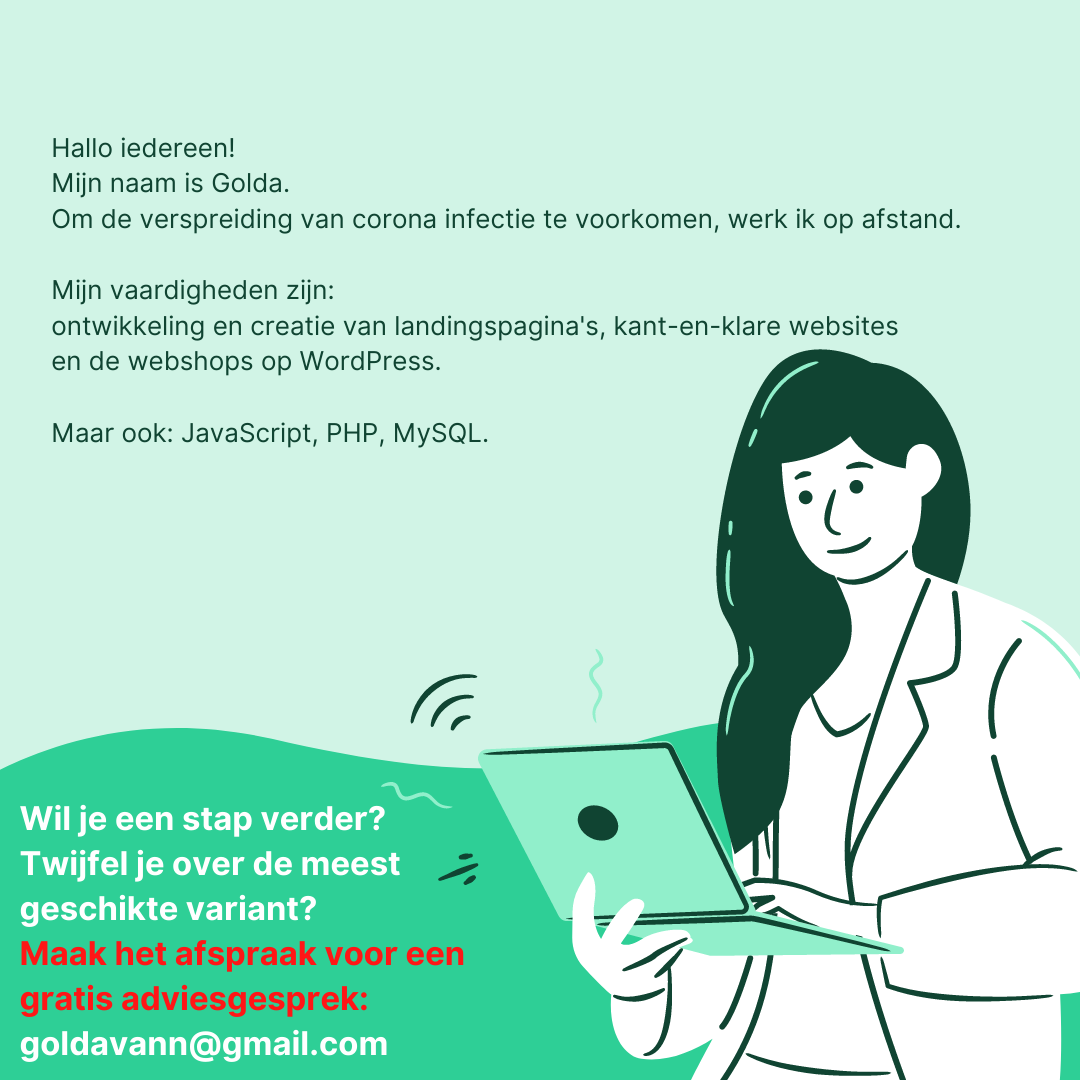 Hallo iedereen!
Mijn naam is Golda.
Om de verspreiding van corona infectie te voorkomen, werk ik op afstand.
Mijn vaardigheden zijn:
ontwikkeling en creatie van landingspagina's, kant-en-klare websites
en de webshops op WordPress.
Maar ook: JavaScript, PHP, MySQL.
Wil je een stap verder?
Twijfel je over de meest
geschikte variant?
Maak het afspraak voor een
gratis adviesgesprek:
goldavann@gmail.com